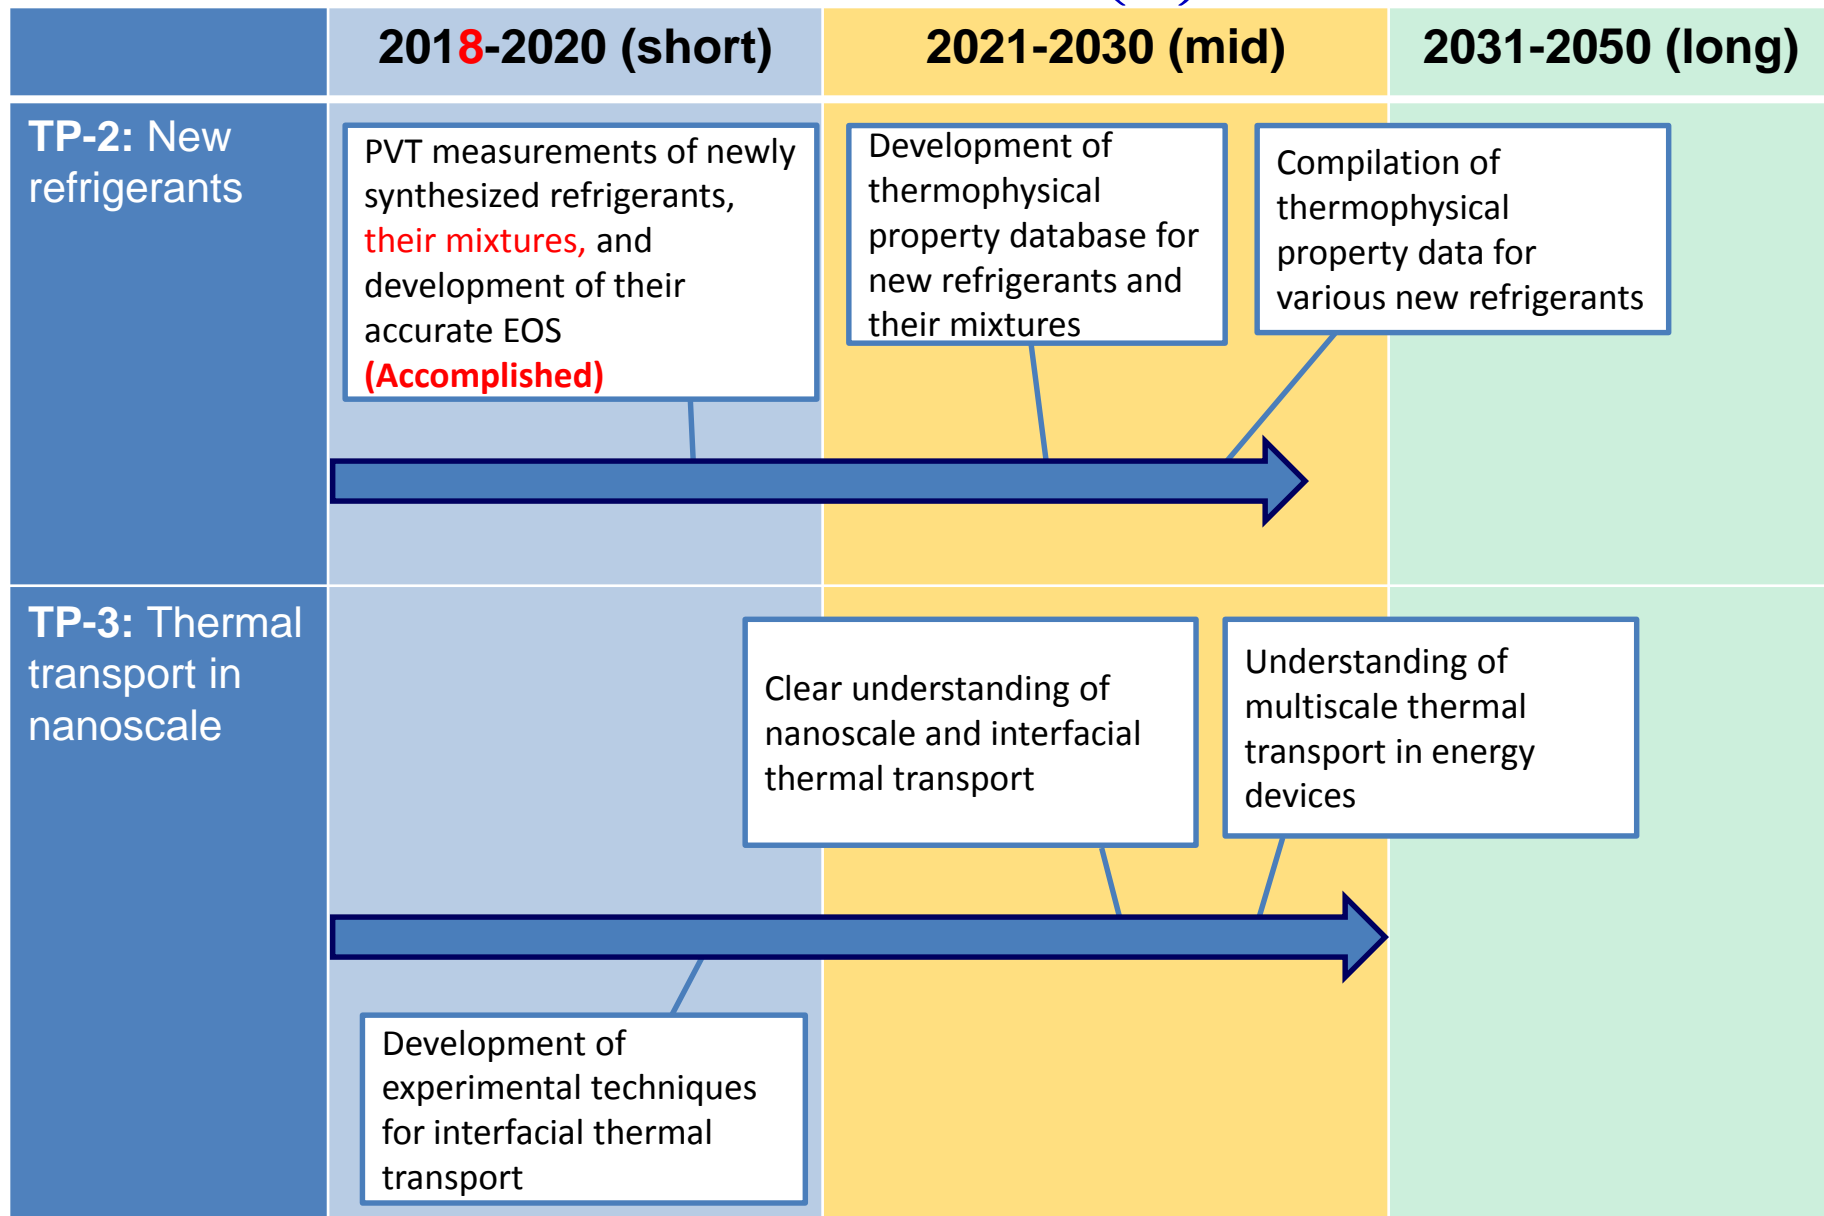 2018-2020 (short)
2021-2030 (mid)
2031-2050 (long)
TP-2: New
refrigerants
PVT measurements of newly
synthesized refrigerants,
their mixtures, and
development of their
accurate EOS
(Accomplished)
Development of
thermophysical
property database for
new refrigerants and
their mixtures
Compilation of
thermophysical
property data for
various new refrigerants
TP-3: Thermal
transport in
nanoscale
Clear understanding of
nanoscale and interfacial
thermal transport
Understanding of
multiscale thermal
transport in energy
devices
Development of
experimental techniques
for interfacial thermal
transport